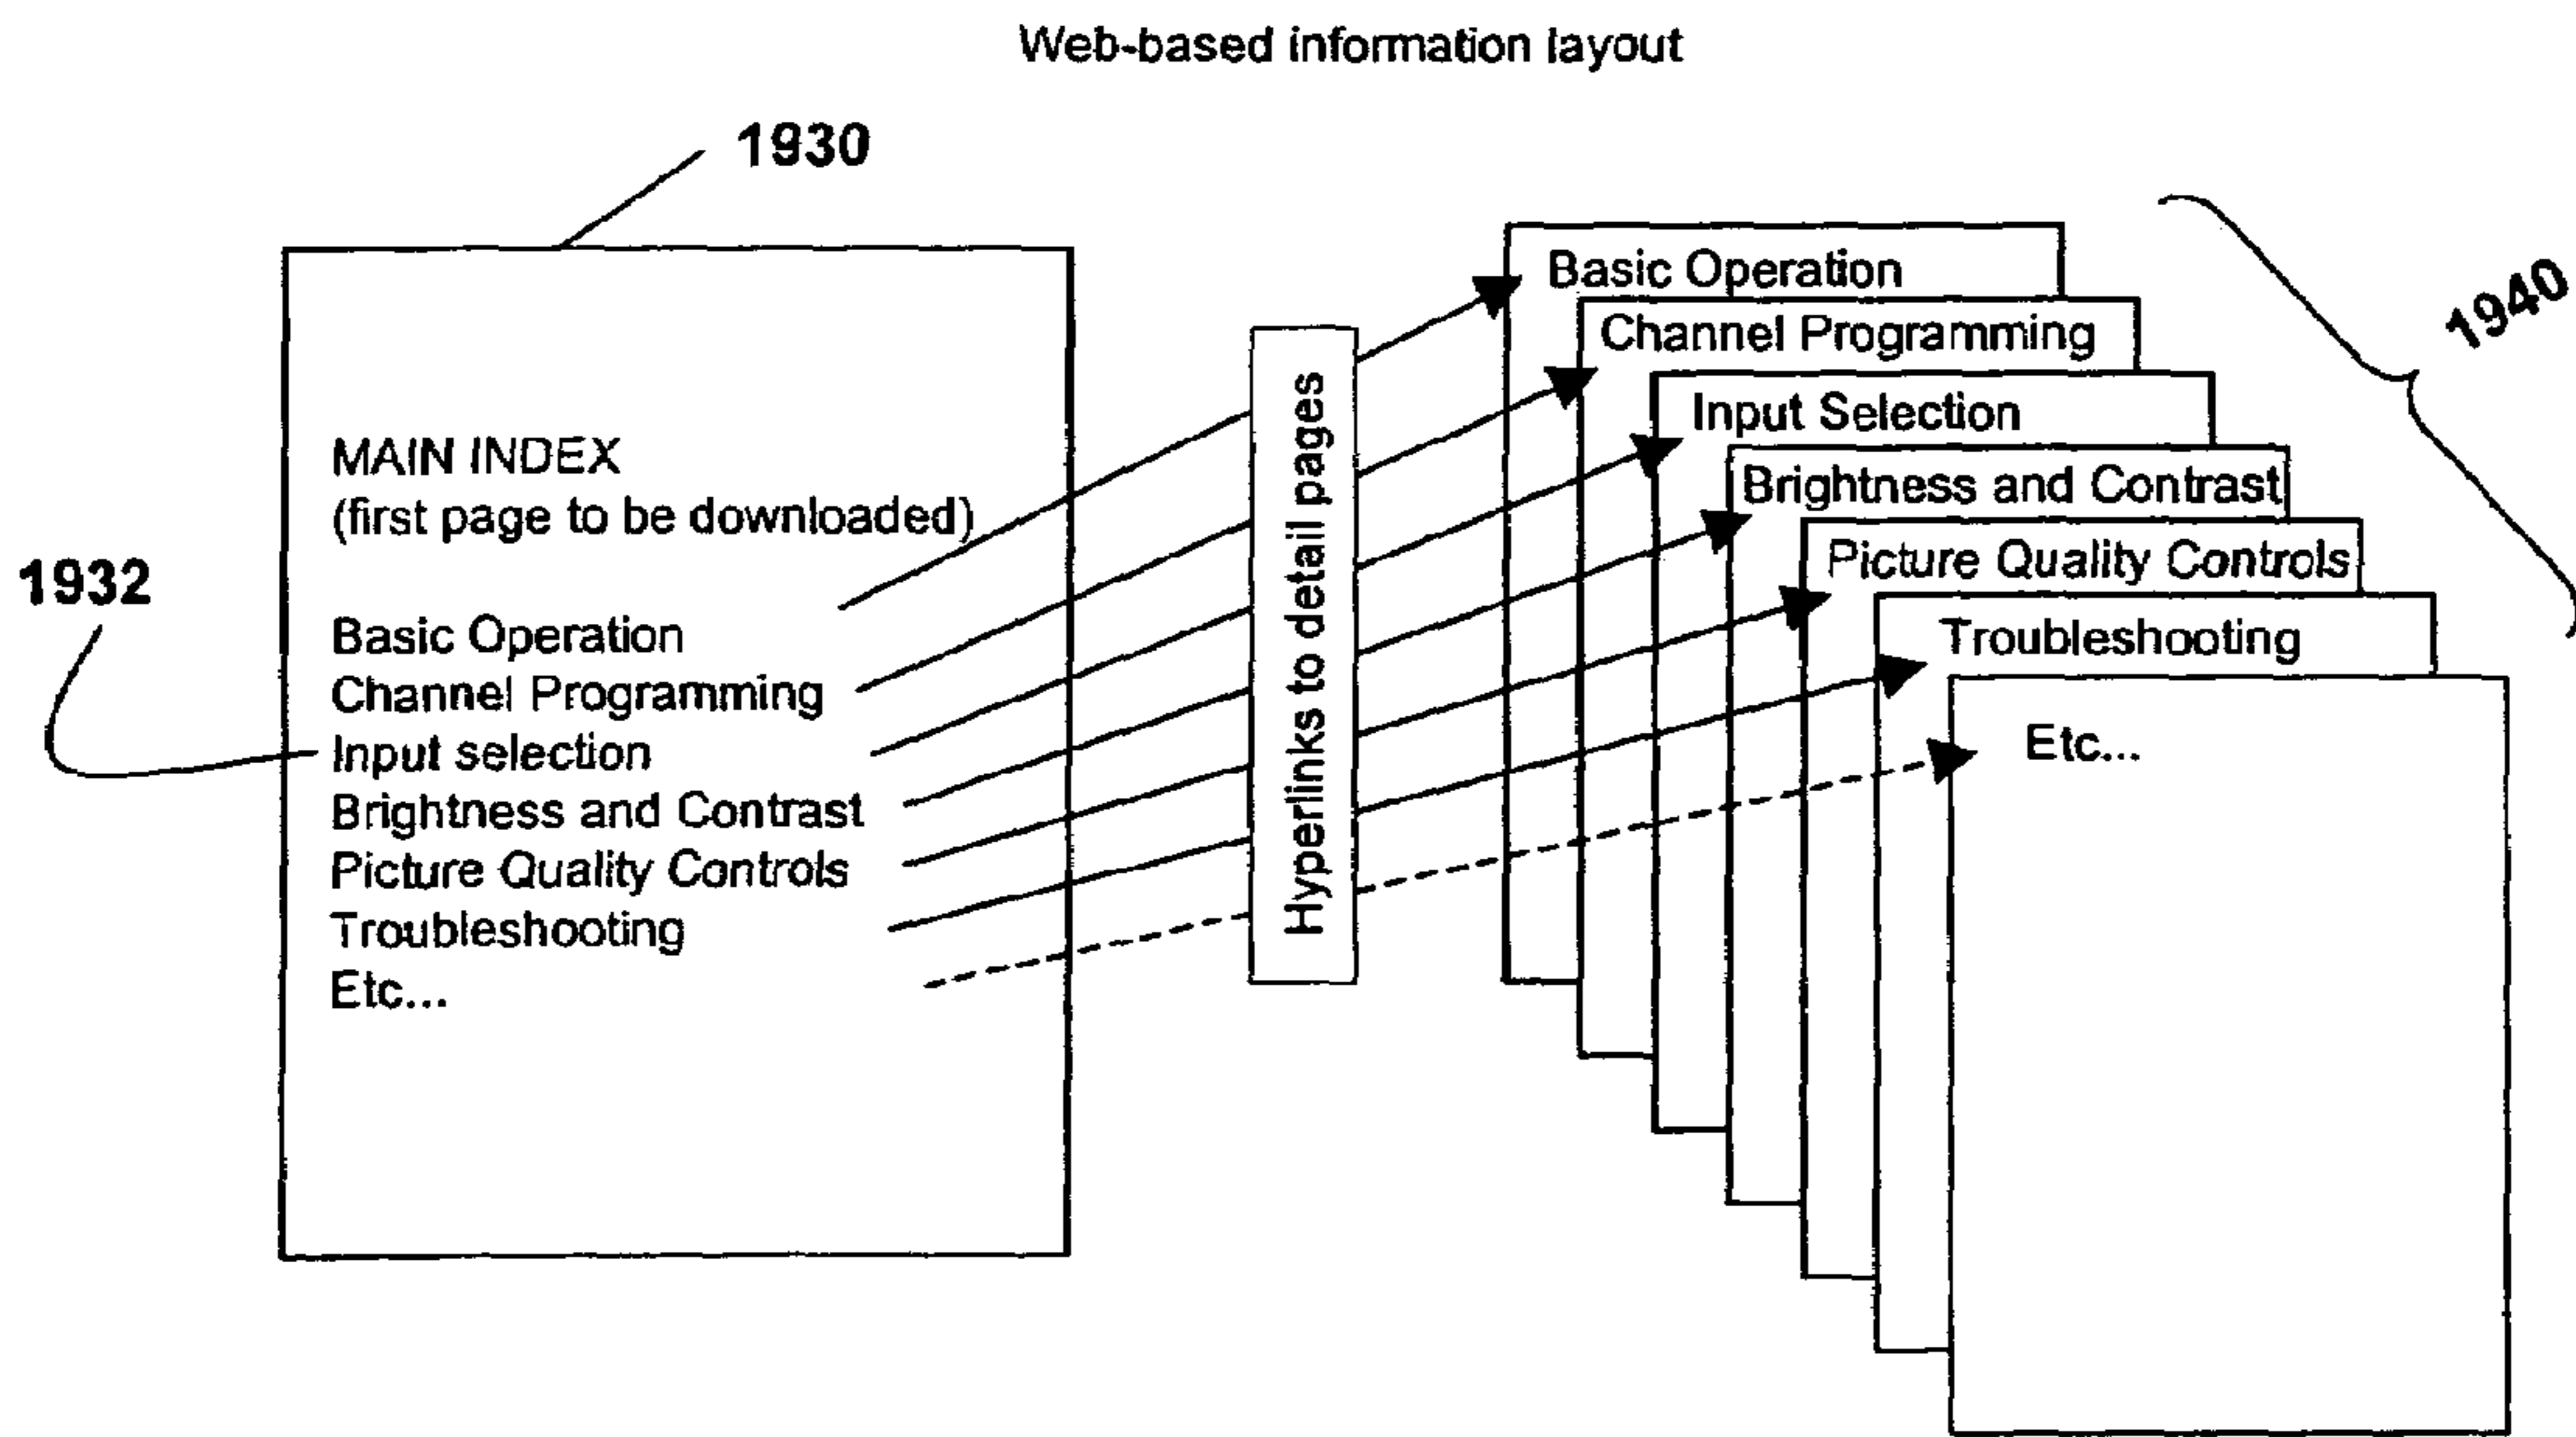 Web-based information layout
1930
MAIN INDEX
(first page to be downloaded)
1932
Basic Operation
Channel Programming
Input selection
Brightness and Contrast
Picture Quality Controls
Troubleshooting
Etc...
Hyperlinks to detail pages
Basic Operation
Channel Programming
Input Selection
Brightness and Contrast
Picture Quality Controls
Troubleshooting
Etc...
1940